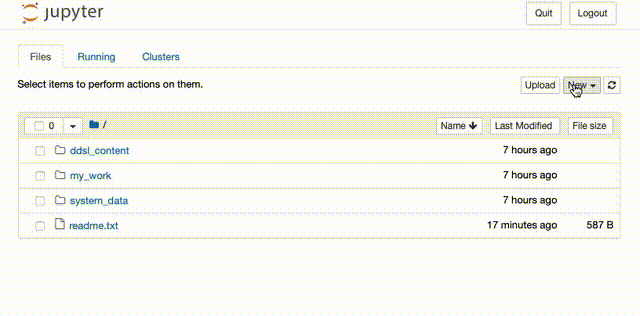 jupyter Quit Logout
Files Running Clusters
Select items to perform actions on them. Upload New
0 / Name Last Modified File size
ddsl_content 7 hours ago
my_work 7 hours ago
system_data 7 hours ago
readme.txt 17 minutes ago 587 B